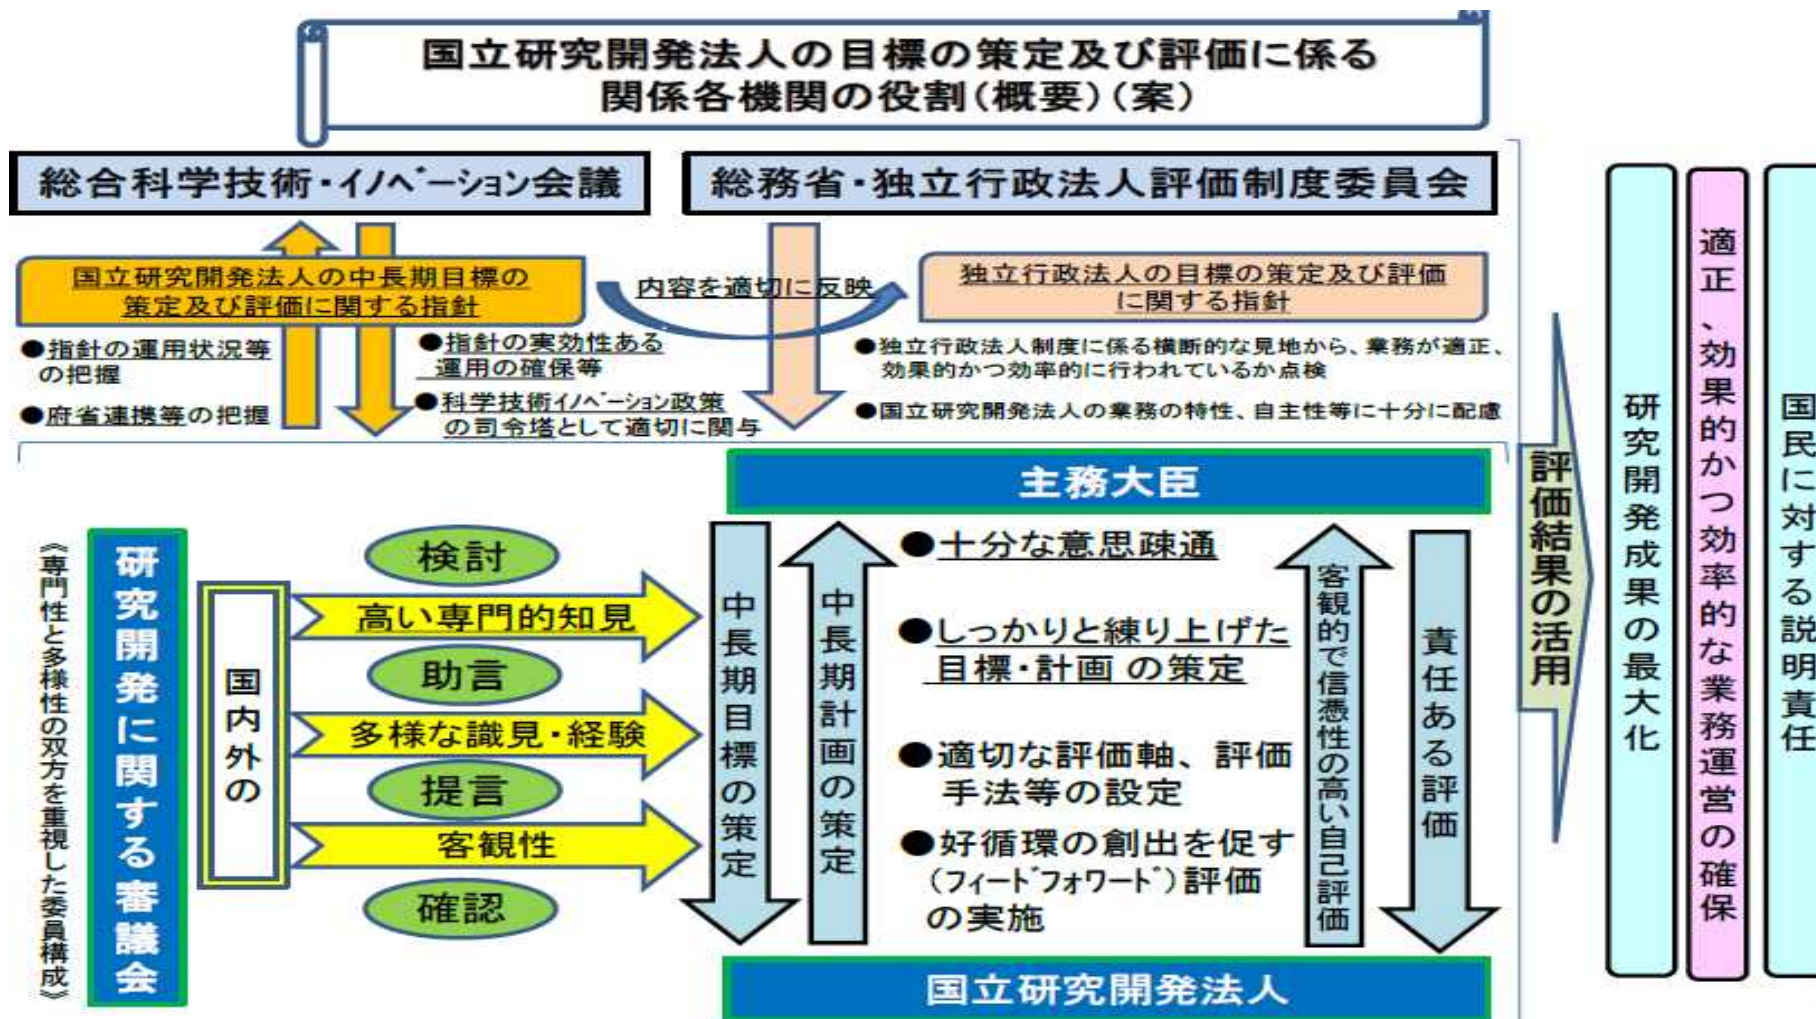 国立研究開発法人の目標の策定及び評価に係る
関係各機関の役割(概要)(案)
総合科学技術・イノベーション会議
総務省・独立行政法人評価制度委員会
国立研究開発法人の中長期目標の
策定及び評価に関する指針
内容を適切に反映
独立行政法人の目標の策定及び評価
に関する指針
●指針の運用状況等
の把握
●府省連携等の把握
●指針の実効性ある
運用の確保等
●科学技術イノベーション政策
の司令塔として適切に関与
●独立行政法人制度に係る横断的な見地から、業務が適正、
効果的かつ効率的に行われているか点検
●国立研究開発法人の業務の特性、自主性等に十分に配慮
主務大臣
《専門性と多様性の双方を重視した委員構成》
研究開発に関する審議会
国内外の
検討
高い専門的知見
助言
多様な識見・経験
提言
客観性
確認
中長期目標の策定
中長期計画の策定
●十分な意思疎通
●しっかりと練り上げた
目標・計画 の策定
●適切な評価軸、評価
手法等の設定
●好循環の創出を促す
(フィードフォワード)評価
の実施
客観的で信憑性の高い自己評価
責任ある評価
国立研究開発法人
評価結果の活用
研究開発成果の最大化
適正、効果的かつ効率的な業務運営の確保
国民に対する説明責任